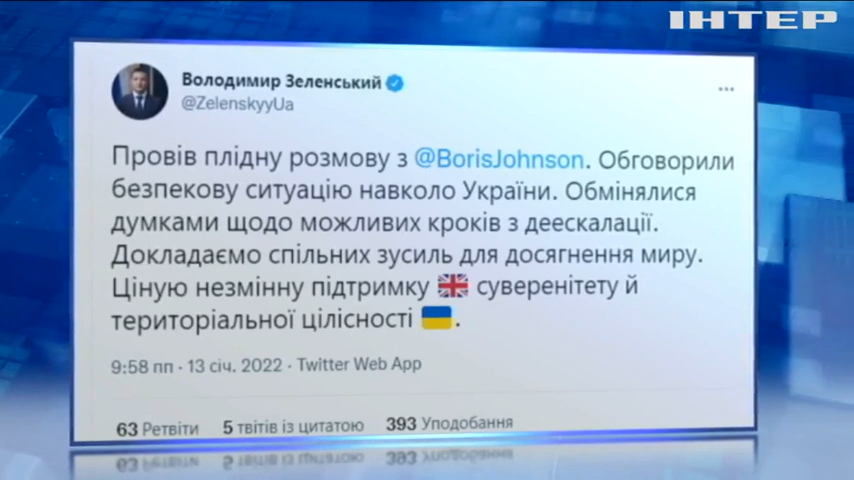 ІНТЕР
Володимир Зеленський
@ZelenskyyUa
Провів плідну розмову з @BorisJohnson. Обговорили
безпекову ситуацію навколо України. Обмінялися
думками щодо можливих кроків з деескалації.
Докладаємо спільних зусиль для досягнення миру.
Ціную незмінну підтримку 🇬🇧 суверенітету й
територіальної цілісності 🇺🇦.
9:58 пп · 13 січ. 2022 · Twitter Web App
63 Ретвіти 5 твітів із цитатою 393 Уподобання